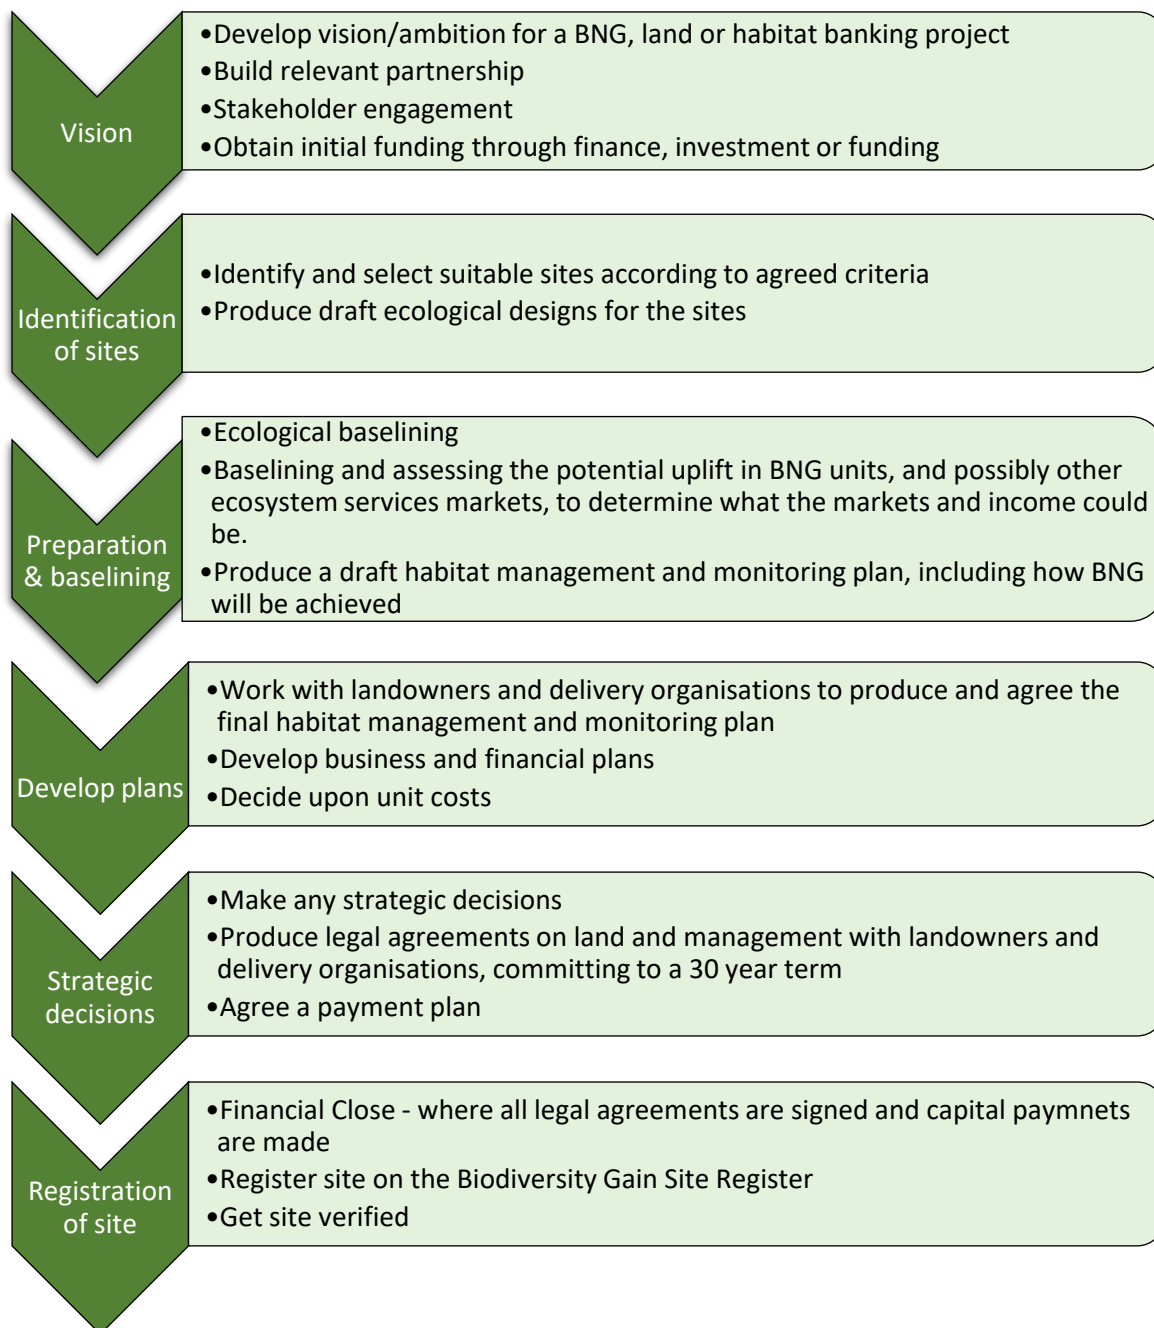 Vision
•Develop vision/ambition for a BNG, land or habitat banking project
•Build relevant partnership
•Stakeholder engagement
•Obtain initial funding through finance, investment or funding
Identification
of sites
•Identify and select suitable sites according to agreed criteria
•Produce draft ecological designs for the sites
Preparation
& baselining
•Ecological baselining
•Baselining and assessing the potential uplift in BNG units, and possibly other
ecosystem services markets, to determine what the markets and income could
be.
•Produce a draft habitat management and monitoring plan, including how BNG
will be achieved
Develop plans
•Work with landowners and delivery organisations to produce and agree the
final habitat management and monitoring plan
•Develop business and financial plans
•Decide upon unit costs
Strategic
decisions
•Make any strategic decisions
•Produce legal agreements on land and management with landowners and
delivery organisations, committing to a 30 year term
•Agree a payment plan
Registration
of site
•Financial Close - where all legal agreements are signed and capital paymnets
are made
•Register site on the Biodiversity Gain Site Register
•Get site verified